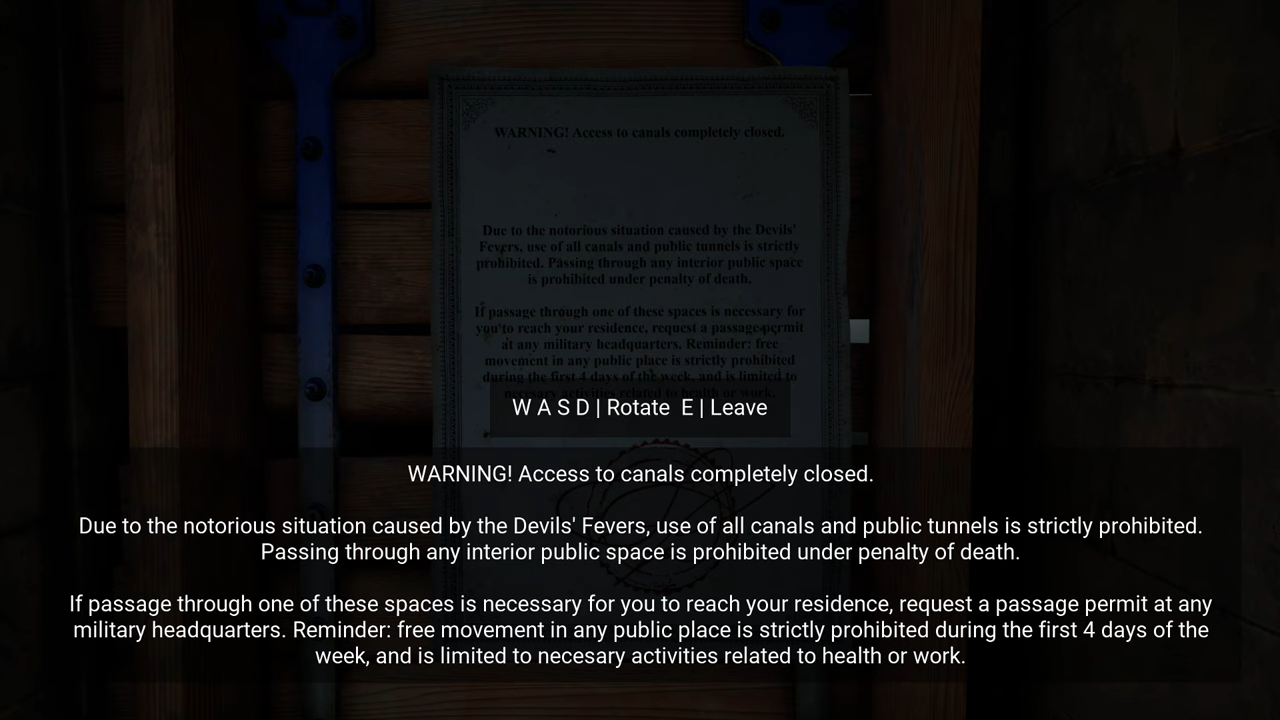 WARNING! Access to canals completely closed.
Due to the notorious situation caused by the Devils'
Fevers, use of all canals and public tunnels is strictly
prohibited. Passing through any interior public space
is prohibited under penalty of death.
If passage through one of these spaces is necessary for
you to reach your residence, request a passage permit
at any military headquarters. Reminder: free
movement in any public place is strictly prohibited
during the first 4 days of the week, and is limited to
necesary activities related to health or work.
W A S D | Rotate E | Leave
WARNING! Access to canals completely closed.
Due to the notorious situation caused by the Devils' Fevers, use of all canals and public tunnels is strictly prohibited.
Passing through any interior public space is prohibited under penalty of death.
If passage through one of these spaces is necessary for you to reach your residence, request a passage permit at any
military headquarters. Reminder: free movement in any public place is strictly prohibited during the first 4 days of the
week, and is limited to necesary activities related to health or work.